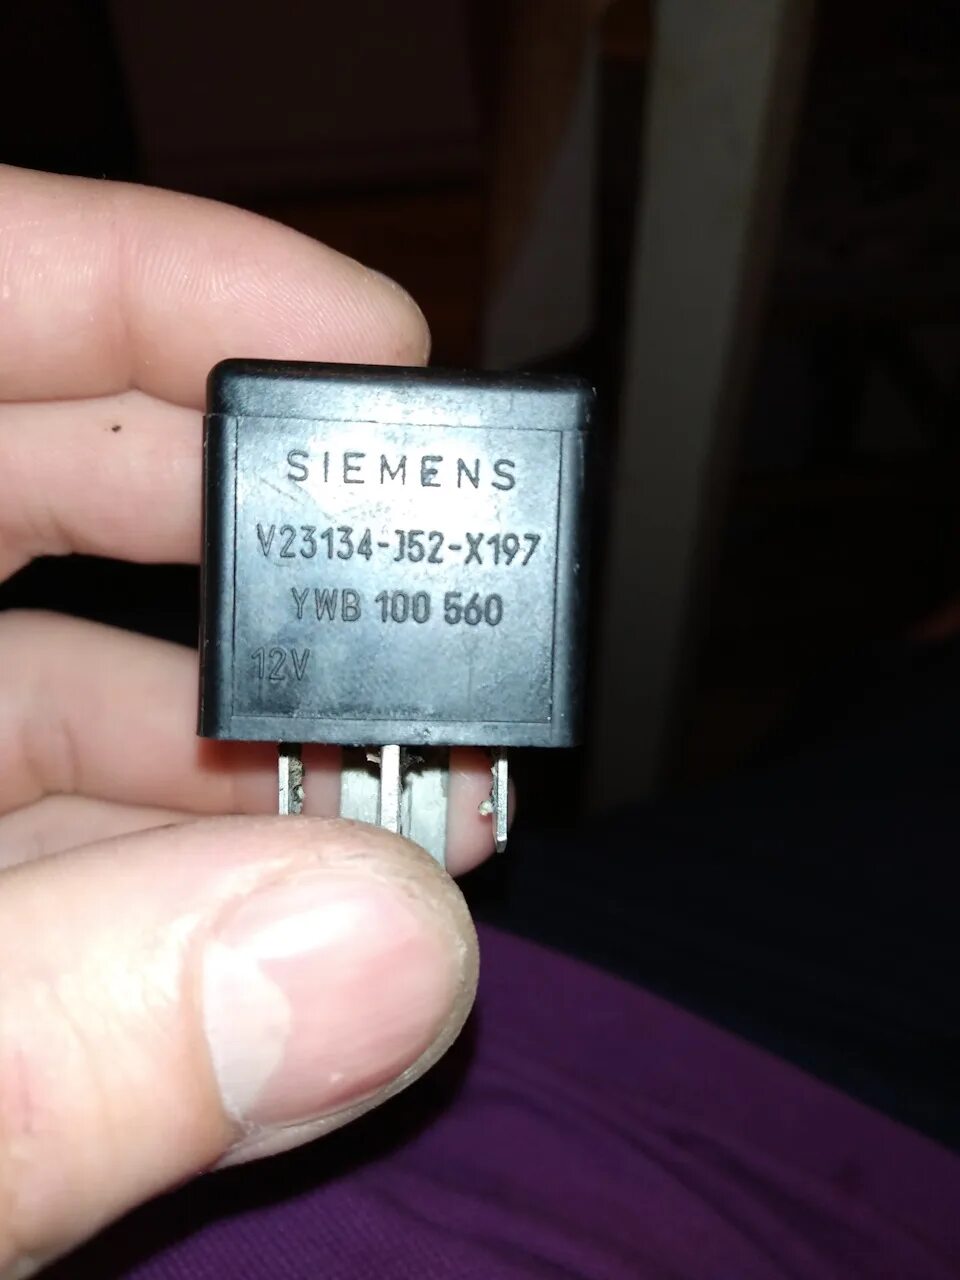 SIEMENS
V23134-J52-X197
YWB 100 560
12V